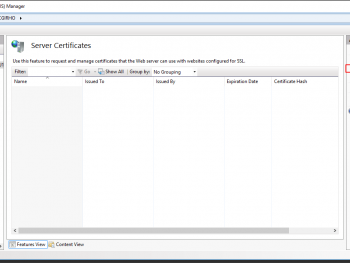 IS) Manager
CGIRHO
Server Certificates
Use this feature to request and manage certificates that the Web server can use with websites configured for SSL.
Filter: Go Show All Group by: No Grouping
Name Issued To Issued By Expiration Date Certificate Hash
Features View Content View